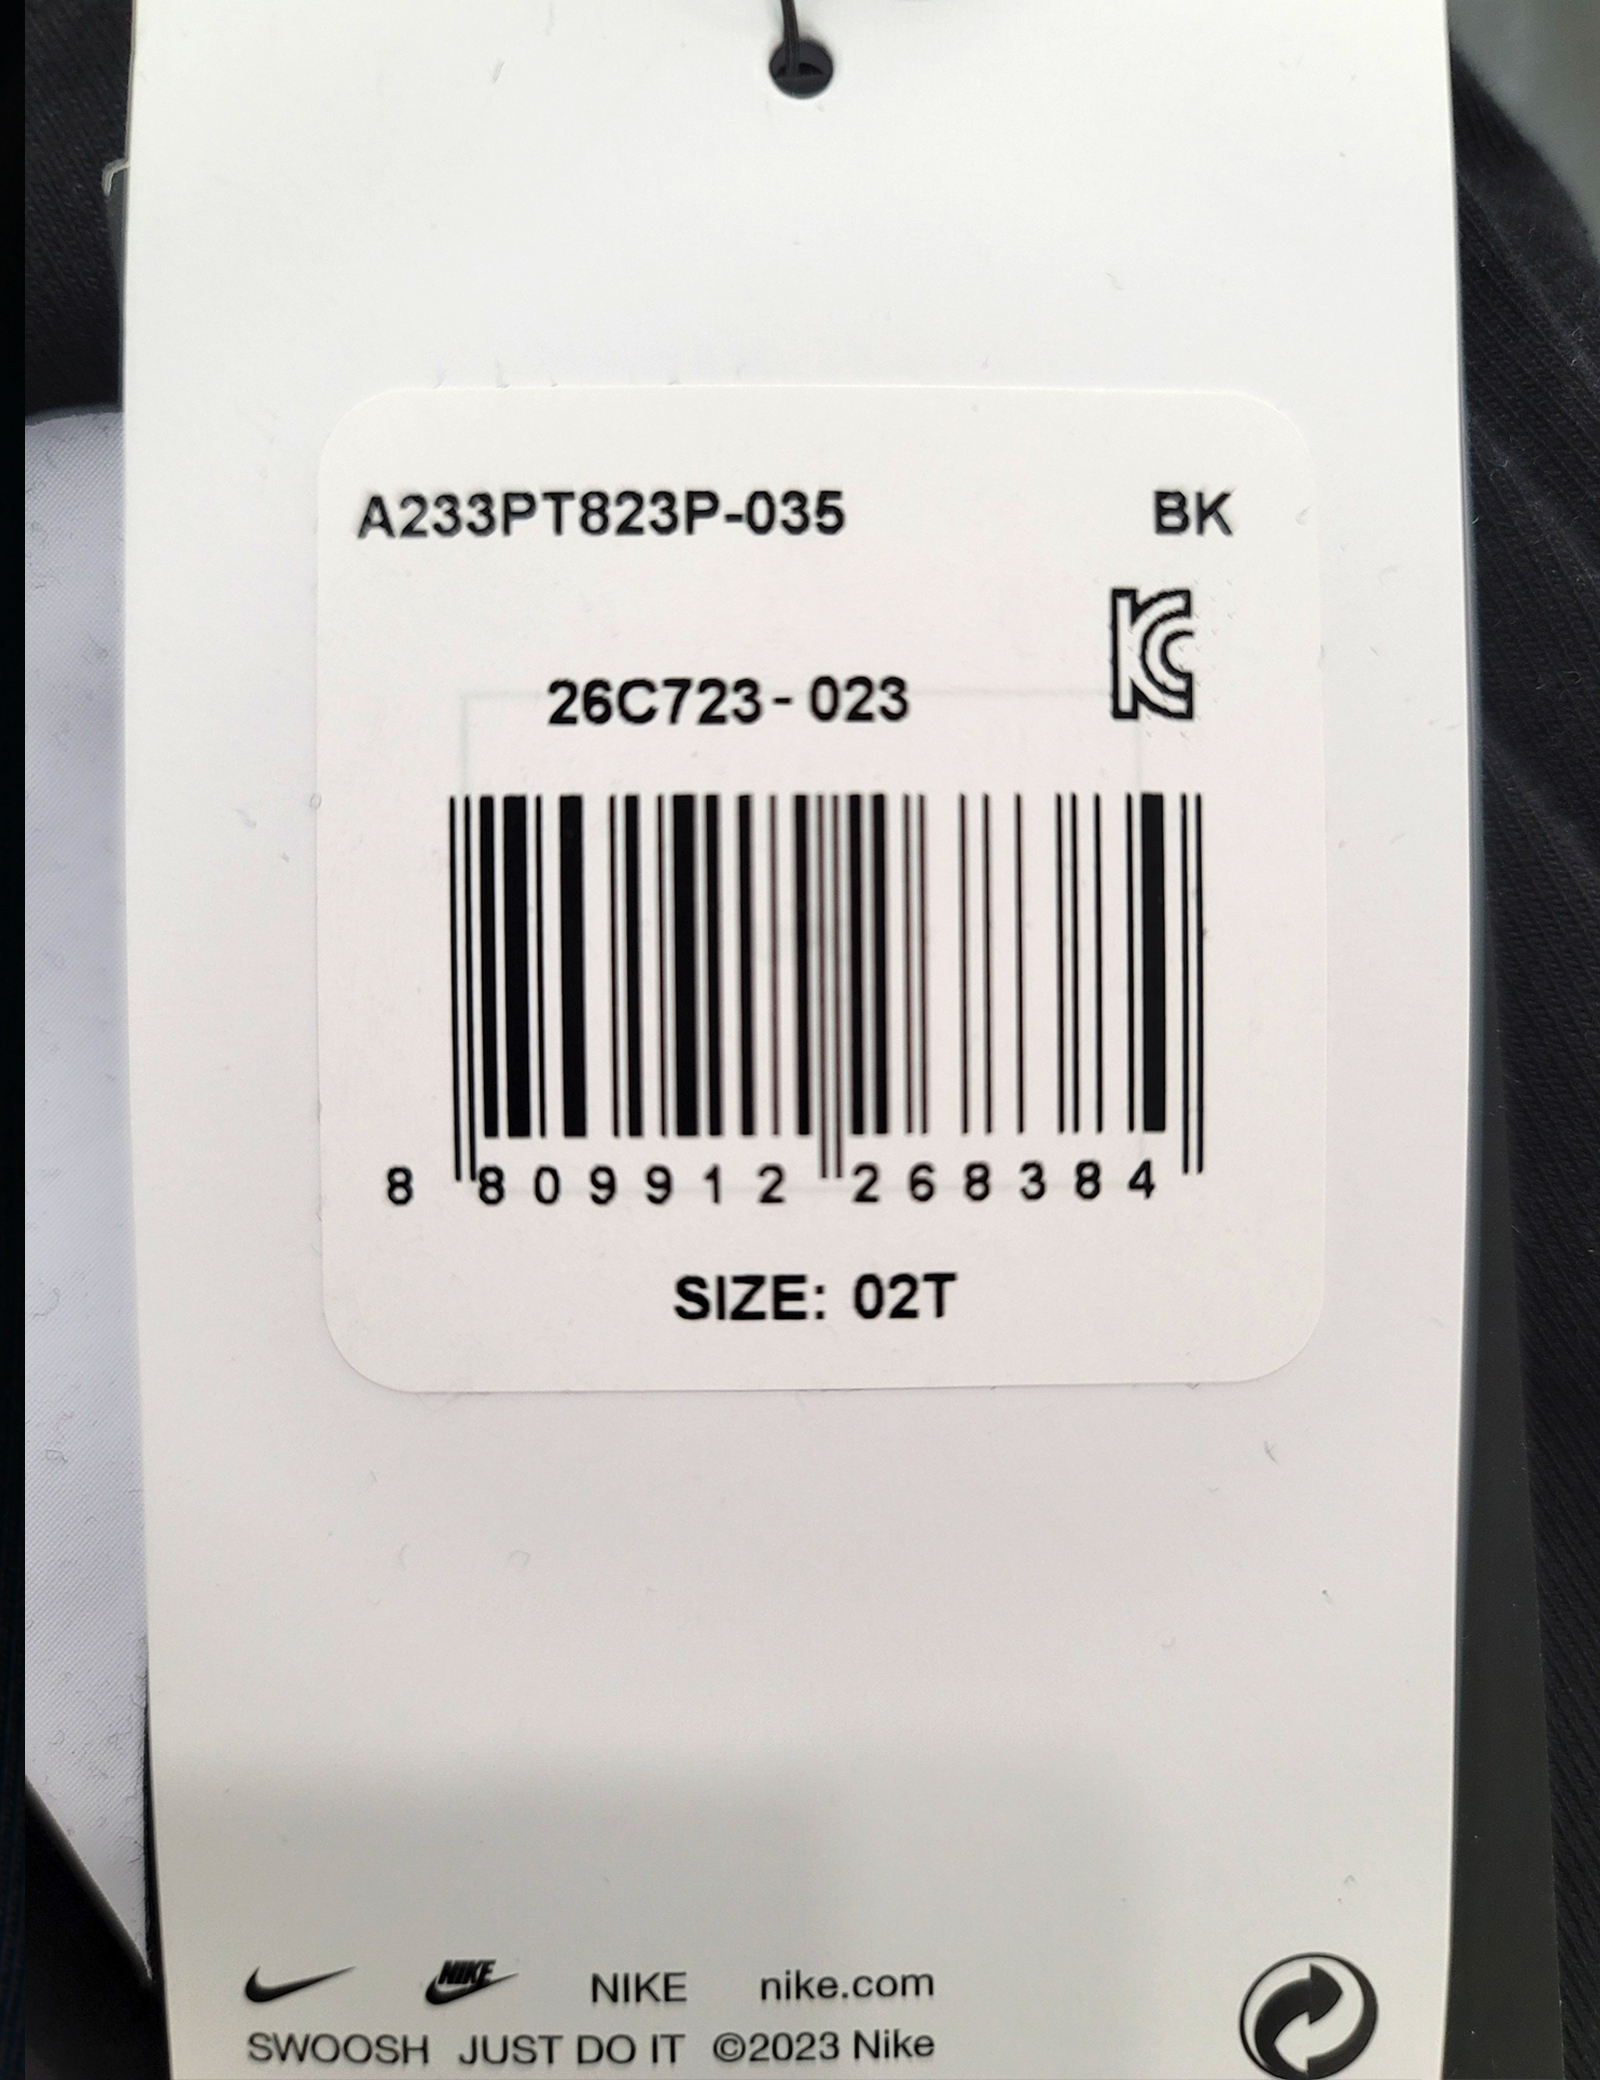 A233PT823P-035 BK
26C723-023
8 809912 268384
SIZE: 02T
NIKE NIKE nike.com
SWOOSH JUST DO IT ©2023 Nike